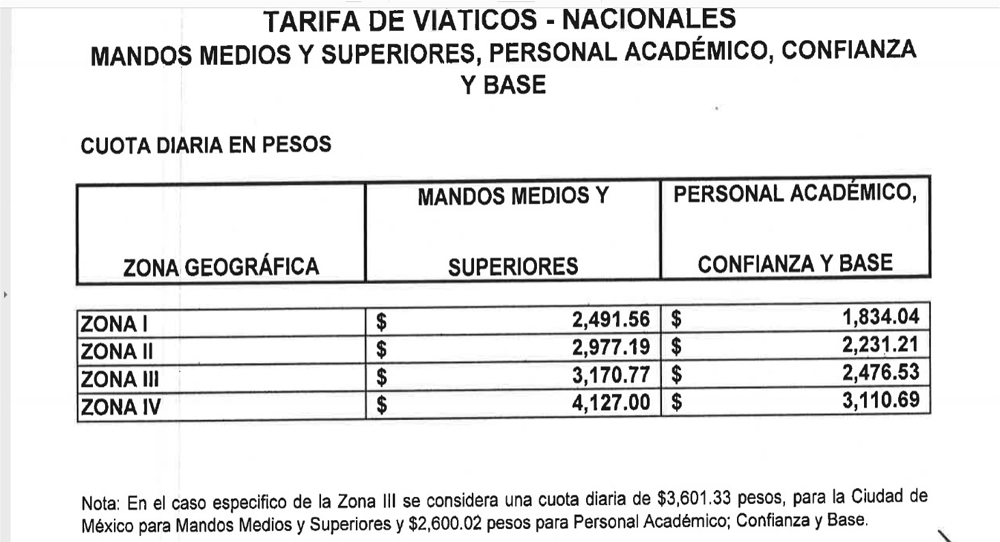 TARIFA DE VIÁTICOS - NACIONALES
MANDOS MEDIOS Y SUPERIORES, PERSONAL ACADÉMICO, CONFIANZA
Y BASE
CUOTA DIARIA EN PESOS
ZONA GEOGRÁFICA MANDOS MEDIOS Y SUPERIORES PERSONAL ACADÉMICO, CONFIANZA Y BASE
ZONA I $ 2,491.56 $ 1,834.04
ZONA II $ 2,977.19 $ 2,231.21
ZONA III $ 3,170.77 $ 2,476.53
ZONA IV $ 4,127.00 $ 3,110.69
Nota: En el caso especifico de la Zona III se considera una cuota diaria de $3,601.33 pesos, para la Ciudad de
México para Mandos Medios y Superiores y $2,600.02 pesos para Personal Académico; Confianza y Base.